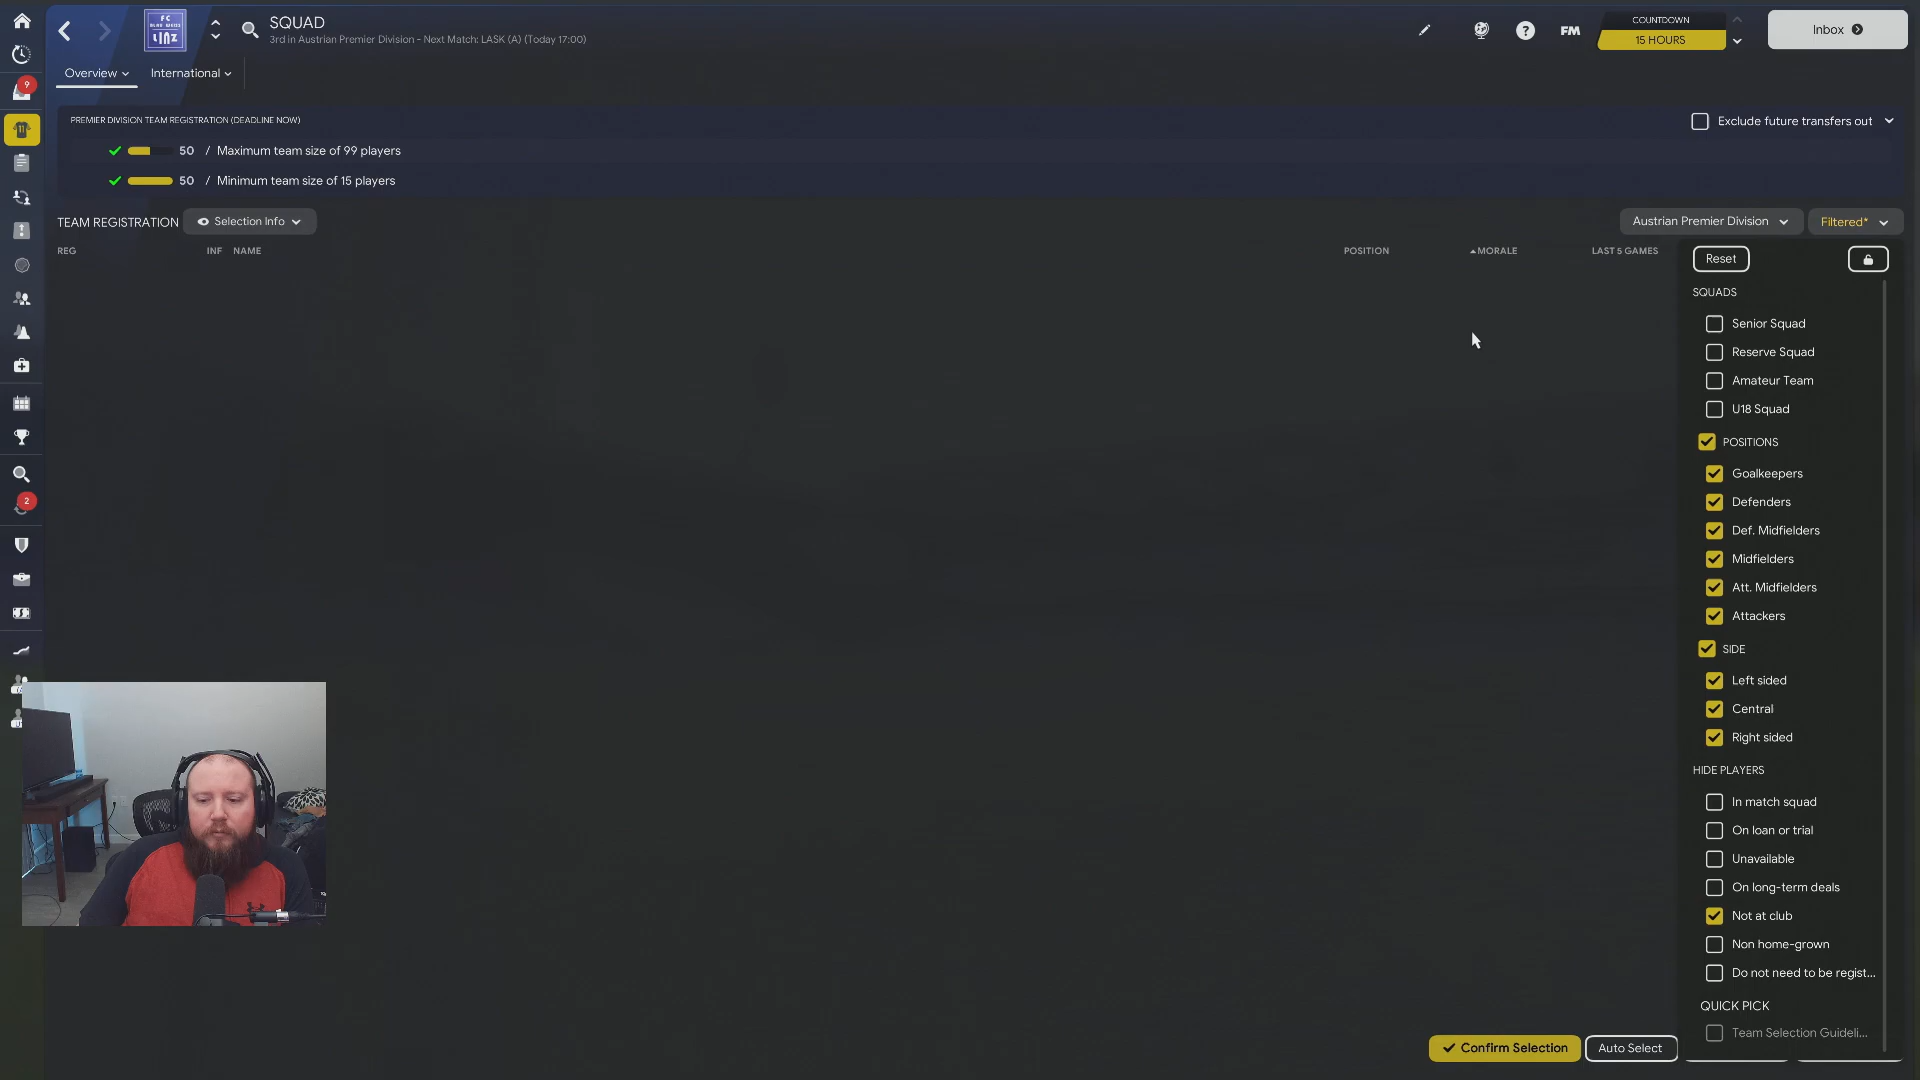 SQUAD
3rd in Austrian Premier Division - Next Match: LASK (A) (Today 17:00)
FC
BLAU WEISS
LINZ
FM
COUNTDOWN
15 HOURS
Inbox
Overview
International
9
PREMIER DIVISION TEAM REGISTRATION (DEADLINE NOW)
Exclude future transfers out
50 / Maximum team size of 99 players
50 / Minimum team size of 15 players
TEAM REGISTRATION
Selection Info
Austrian Premier Division
Filtered*
REG
INF
NAME
POSITION
MORALE
LAST 5 GAMES
Reset
SQUADS
Senior Squad
Reserve Squad
Amateur Team
U18 Squad
POSITIONS
Goalkeepers
Defenders
2
Def. Midfielders
Midfielders
Att. Midfielders
Attackers
SIDE
Left sided
Central
Right sided
HIDE PLAYERS
In match squad
On loan or trial
Unavailable
On long-term deals
Not at club
Non home-grown
Do not need to be regist...
QUICK PICK
Team Selection Guideli...
Confirm Selection
Auto Select